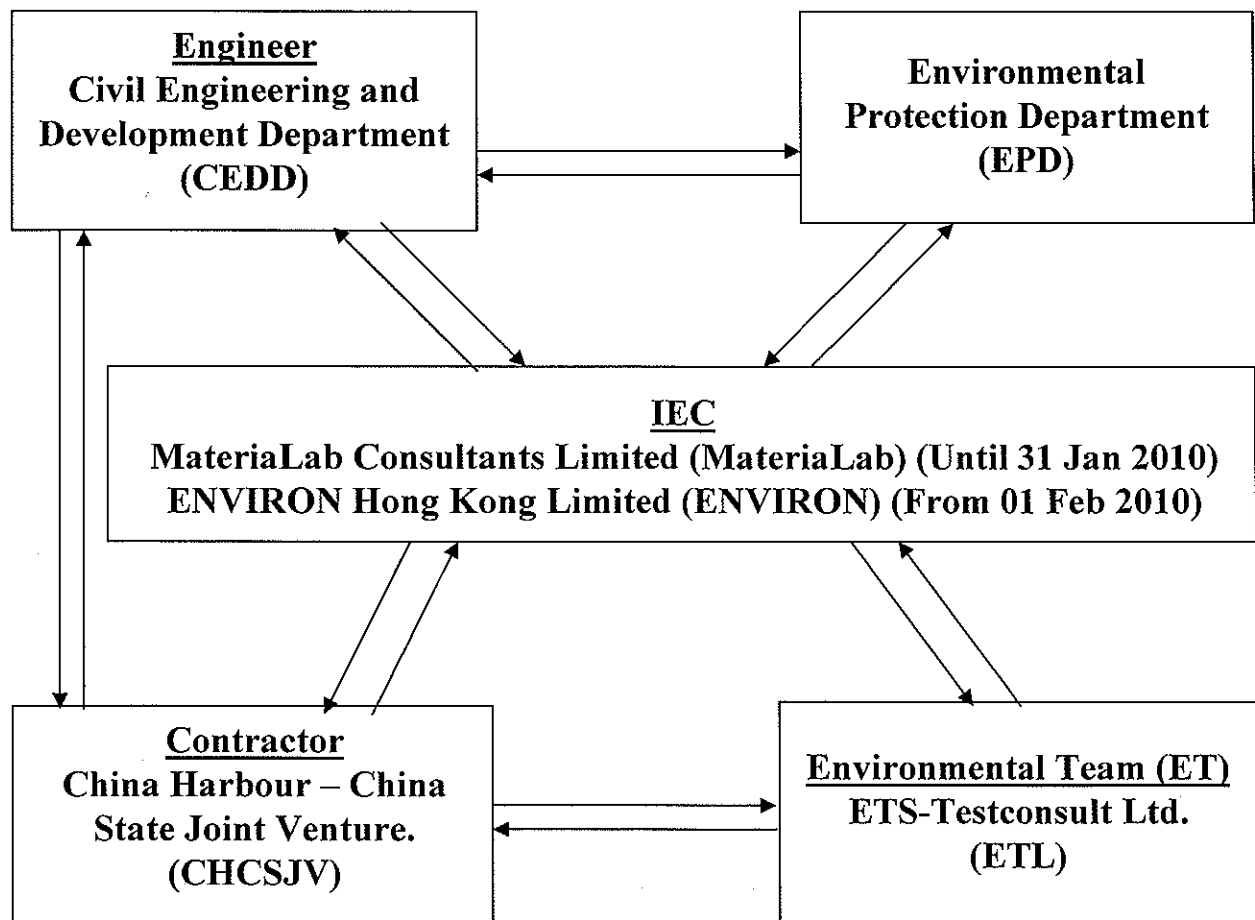 Engineer
Civil Engineering and
Development Department
(CEDD)
Environmental
Protection Department
(EPD)
IEC
MateriaLab Consultants Limited (MateriaLab) (Until 31 Jan 2010)
ENVIRON Hong Kong Limited (ENVIRON) (From 01 Feb 2010)
Contractor
China Harbour – China
State Joint Venture.
(CHCSJV)
Environmental Team (ET)
ETS-Testconsult Ltd.
(ETL)